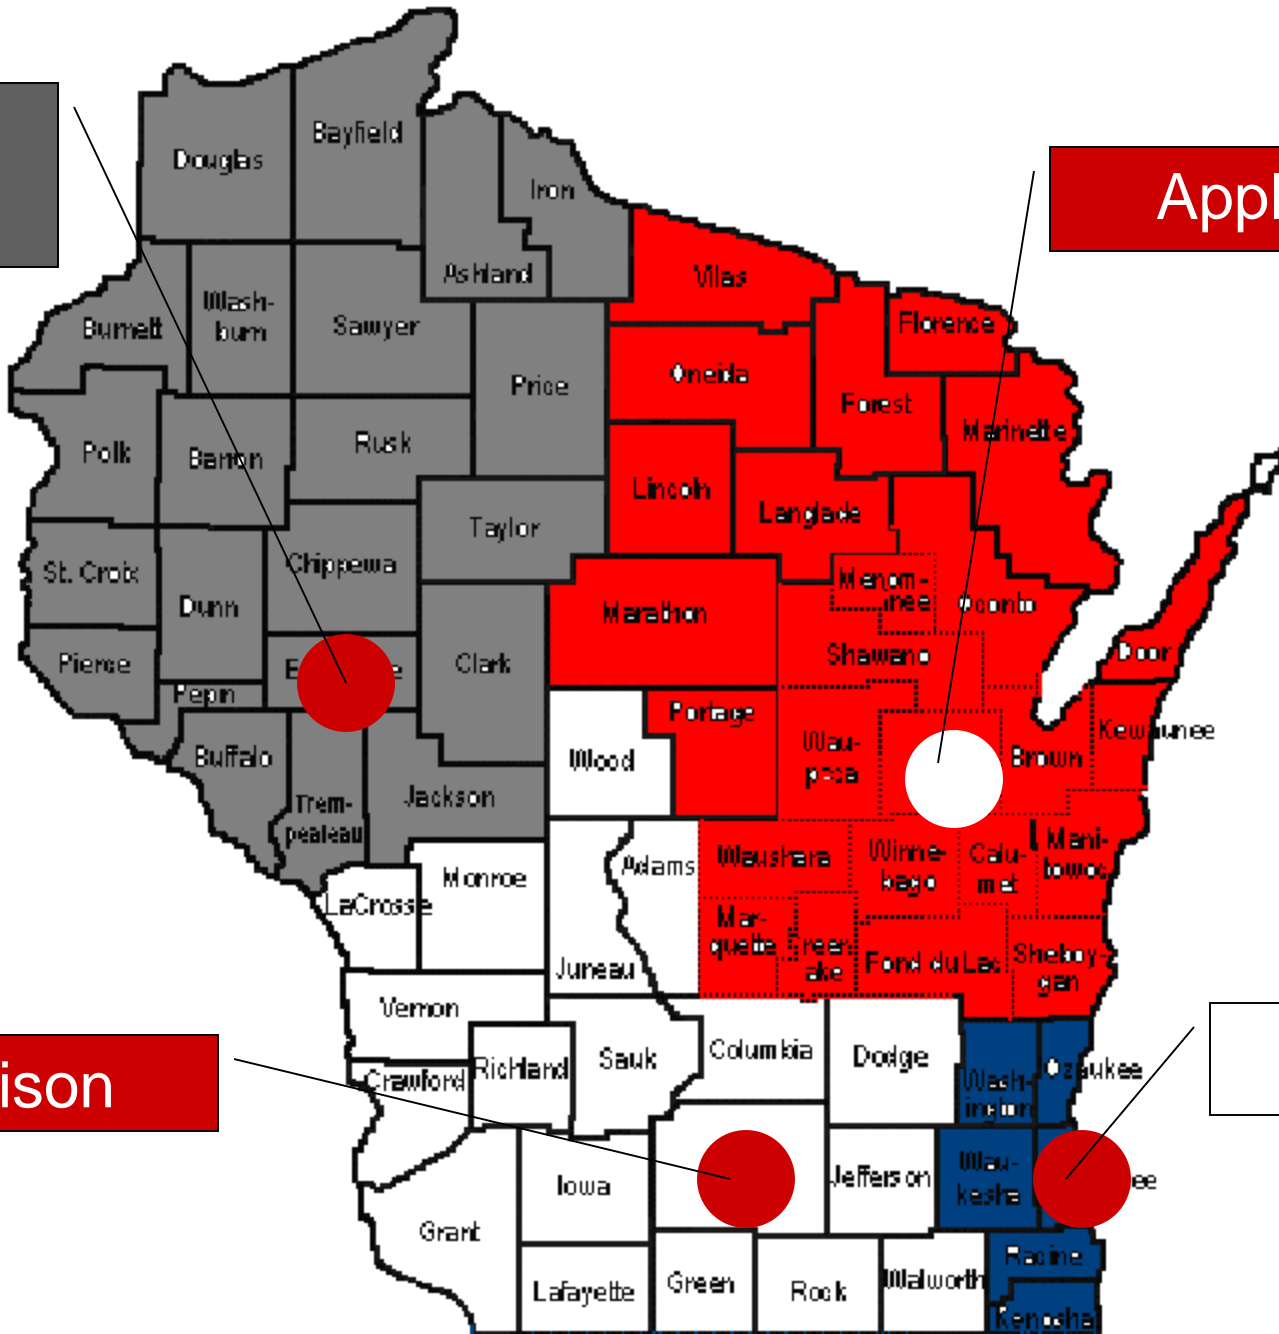 Bayfield
Douglas
Iron
Appl
Ashland
Vilas
Wash-
burn
Burnett
Sawyer
Florence
Oneida
Price
Forest
Marinette
Rusk
Polk
Barron
Lincoln
Langlade
Taylor
Chippewa
St. Croix
Menom-
inee
Dunn
Marathon
Oconto
Shawano
Door
Pierce
Clark
Pepin
Portage
Kewaunee
Wau-
paca
Brown
Buffalo
Wood
Jackson
Trem-
pealeau
Mani-
towoc
Waushara
Winne-
bago
Calu-
met
Adams
Monroe
LaCrosse
Mar-
quette
Green
Lake
Fond du Lac
Sheboy-
gan
Juneau
Vernon
Columbia
Dodge
Sauk
Richland
Crawford
Ozaukee
Wash-
ington
ison
Iowa
Jefferson
Wau-
kesha
ee
Grant
Racine
Green
Walworth
Lafayette
Rock
Kenosha